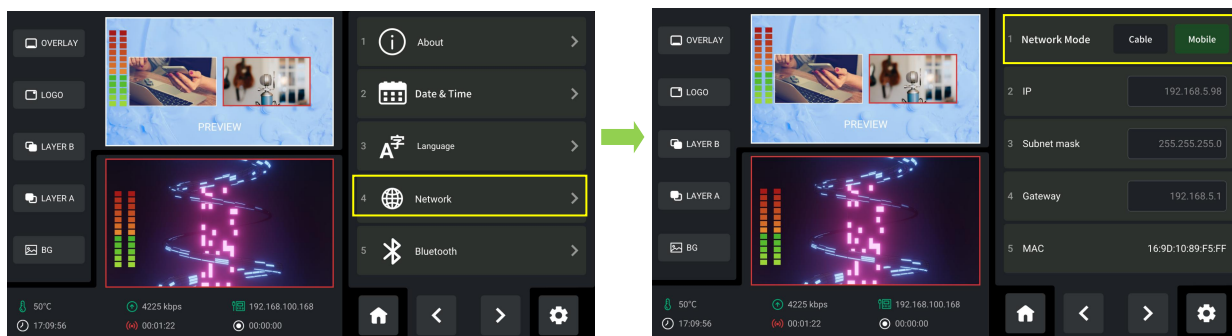 OVERLAY
LOGO
LAYER B
LAYER A
BG
PREVIEW
1 About
2 Date & Time
3 A字 Language
4 Network
5 Bluetooth
50°C
4225 kbps
192.168.100.168
17:09:56
00:01:22
00:00:00
OVERLAY
LOGO
LAYER B
LAYER A
BG
PREVIEW
1 Network Mode Cable Mobile
2 IP 192.168.5.98
3 Subnet mask 255.255.255.0
4 Gateway 192.168.5.1
5 MAC 16:9D:10:89:F5:FF
50°C
4225 kbps
192.168.100.168
17:09:56
00:01:22
00:00:00